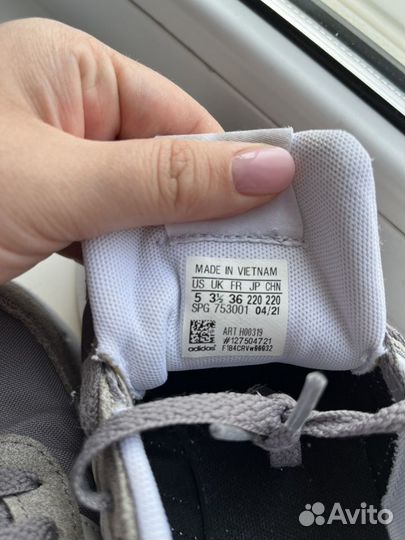 MADE IN VIETNAM
US UK FR JP CHN
5 3½ 36 220 220
SPG 753001 04/21
ART H00319
#127504721
adidas F184CRVw
Avito